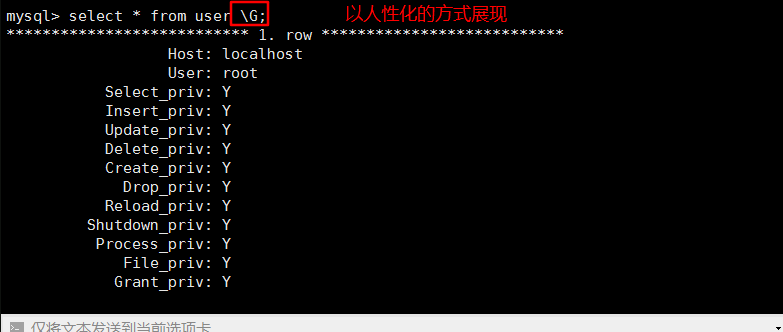 mysql> select * from user \G; 以人性化的方式展现
*************************** 1. row ***************************
Host: localhost
User: root
Select_priv: Y
Insert_priv: Y
Update_priv: Y
Delete_priv: Y
Create_priv: Y
Drop_priv: Y
Reload_priv: Y
Shutdown_priv: Y
Process_priv: Y
File_priv: Y
Grant_priv: Y
仅将文本发送到当前选项卡